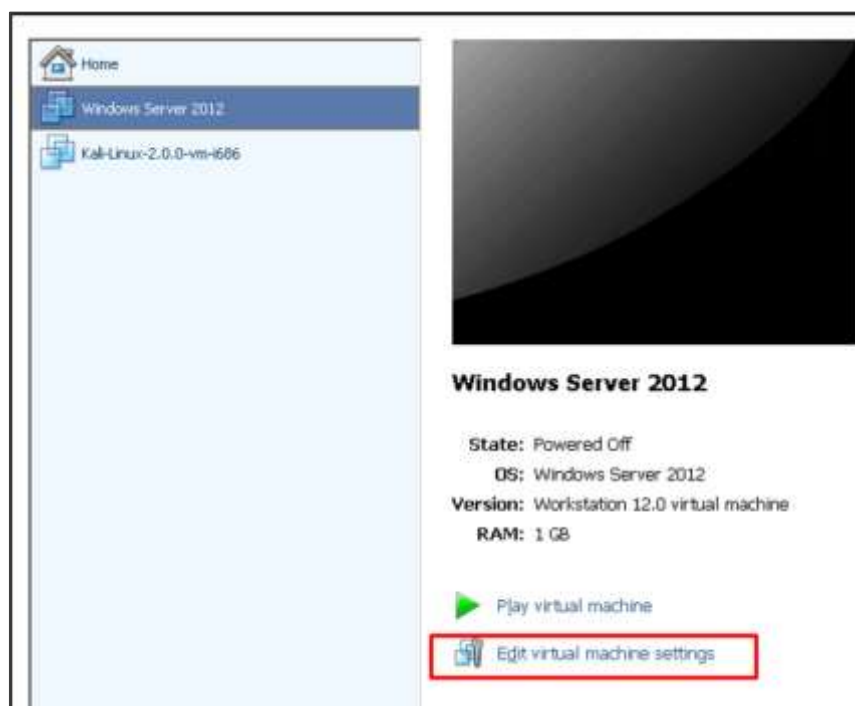 Home
Windows Server 2012
Kali-Linux-2.0.0-vm-i686
Windows Server 2012
State: Powered Off
OS: Windows Server 2012
Version: Workstation 12.0 virtual machine
RAM: 1 GB
Play virtual machine
Edit virtual machine settings